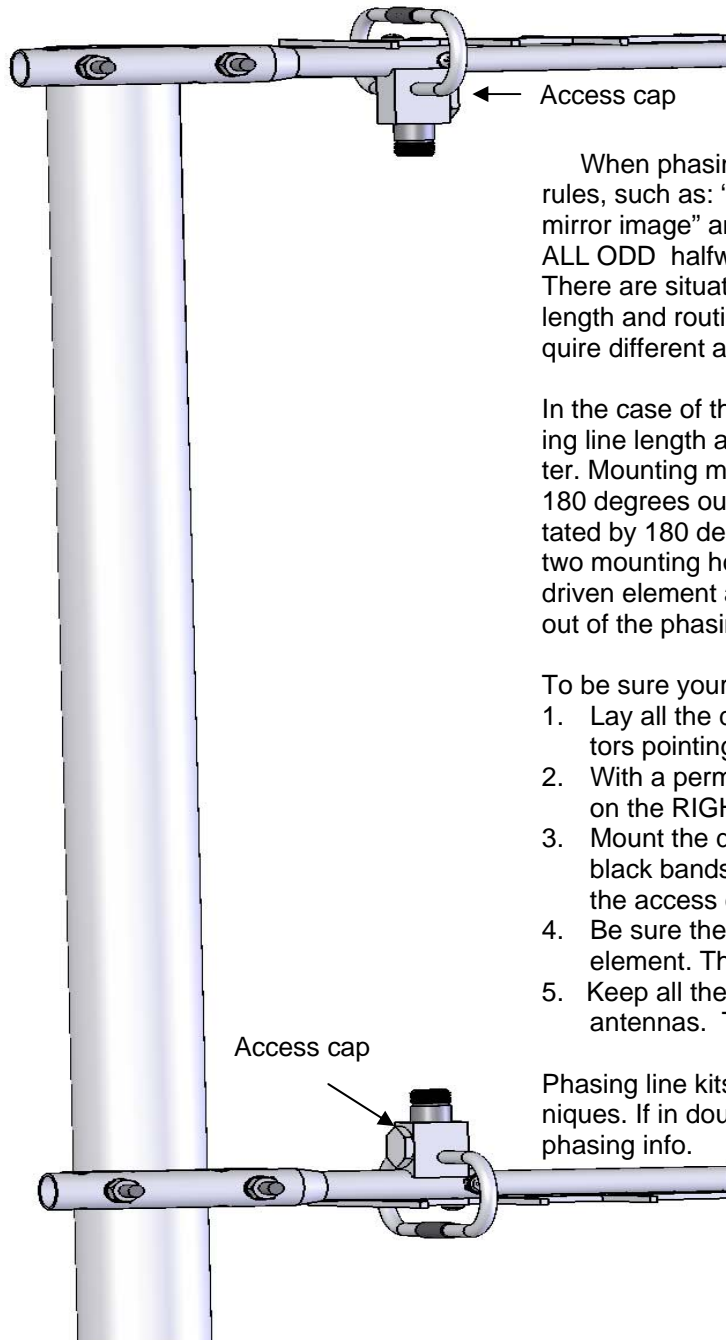 Access cap
When phasin
rules, such as: “
mirror image” an
ALL ODD halfw
There are situat
length and routi
quire different a
In the case of th
ing line length a
ter. Mounting m
180 degrees ou
tated by 180 de
two mounting ho
driven element a
out of the phasin
To be sure your
1. Lay all the d
tors pointing
2. With a perm
on the RIGH
3. Mount the d
black bands
the access c
4. Be sure the
element. Th
5. Keep all the
antennas. T
Access cap
Phasing line kits
niques. If in dou
phasing info.